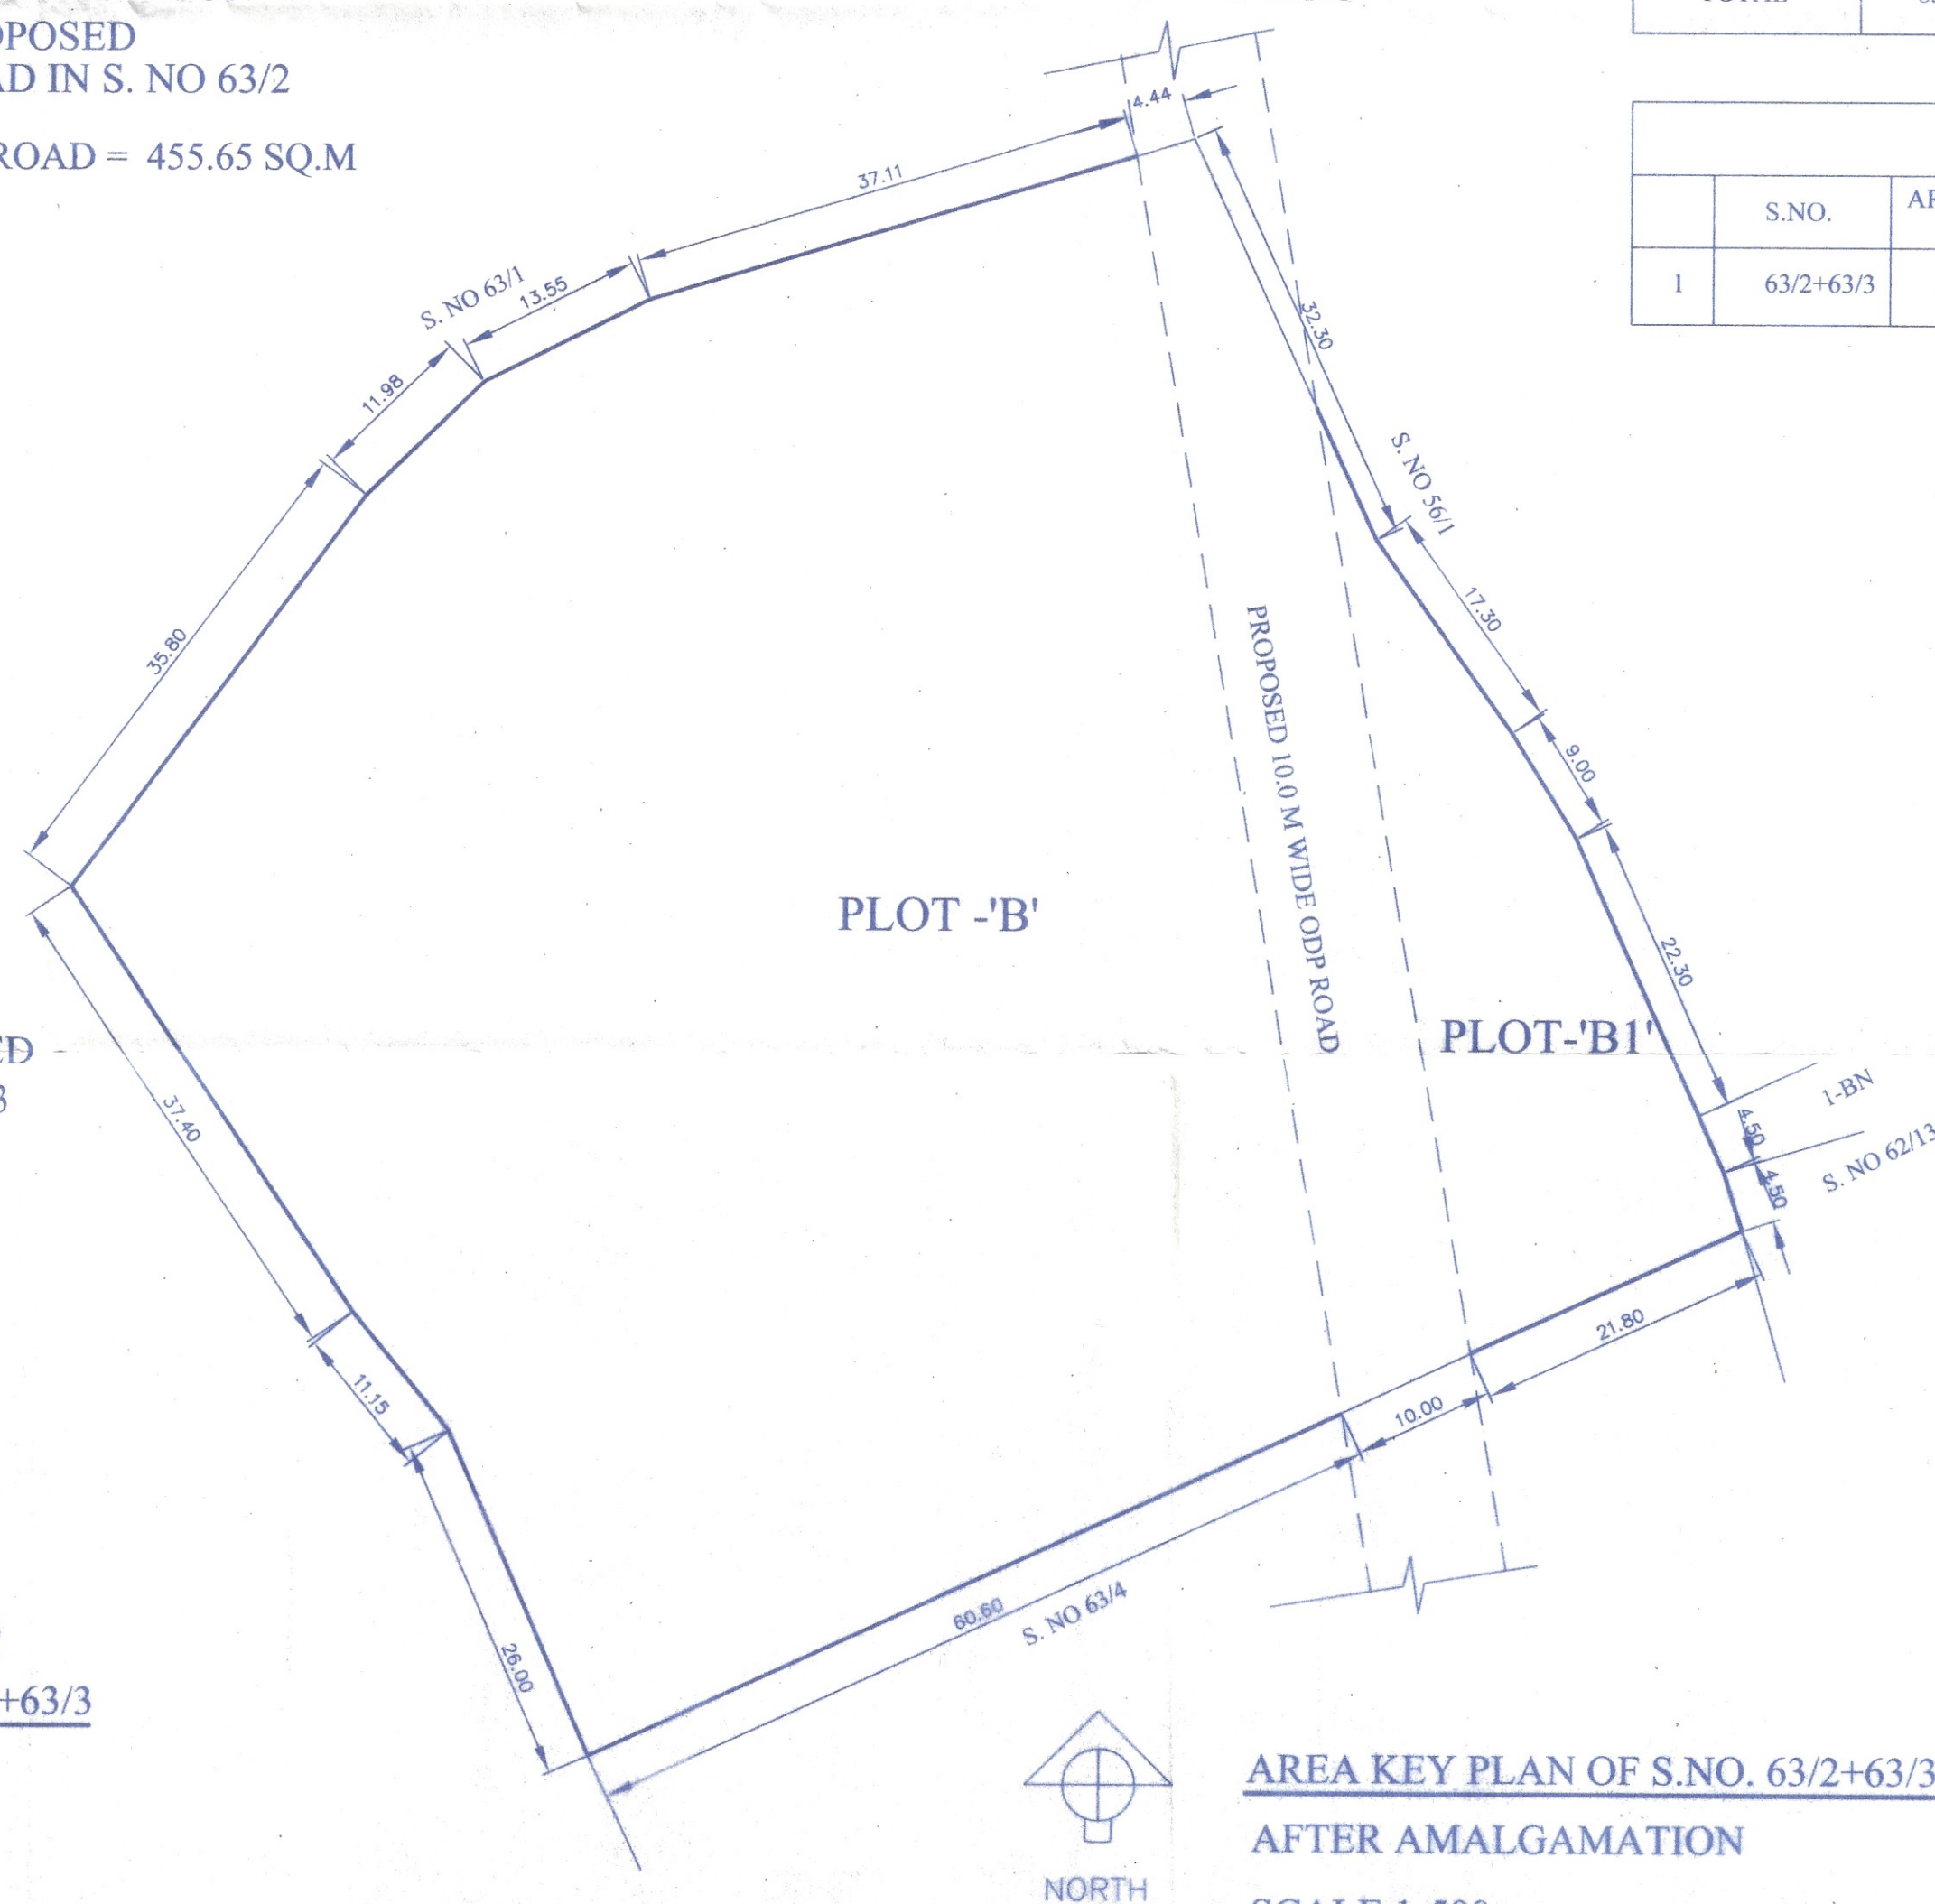 OPOSED
AD IN S. NO 63/2
ROAD = 455.65 SQ.M
S.NO.
1
63/2+63/3
4.44
37.11
S. NO 63/1
13.55
11.98
35.80
32.30
S. NO 56/1
17.30
9.00
22.30
PROPOSED 10.0 M WIDE ODP ROAD
PLOT -'B'
PLOT-'B1'
1-BN
4.50
S. NO 62/13
4.50
37.40
11.15
26.00
21.80
10.00
60.60
S. NO 63/4
+63/3
AREA KEY PLAN OF S.NO. 63/2+63/3
AFTER AMALGAMATION
NORTH